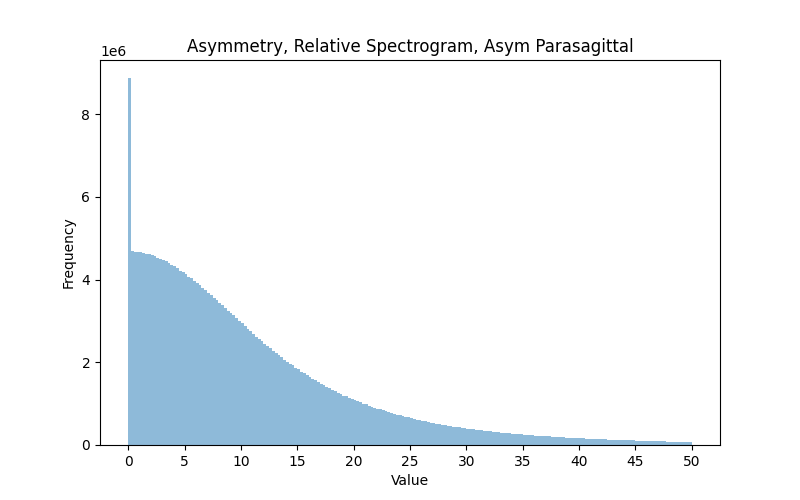 Asymmetry, Relative Spectrogram, Asym Parasagittal
1e6
8
6
4
2
0
Frequency
0 5 10 15 20 25 30 35 40 45 50
Value